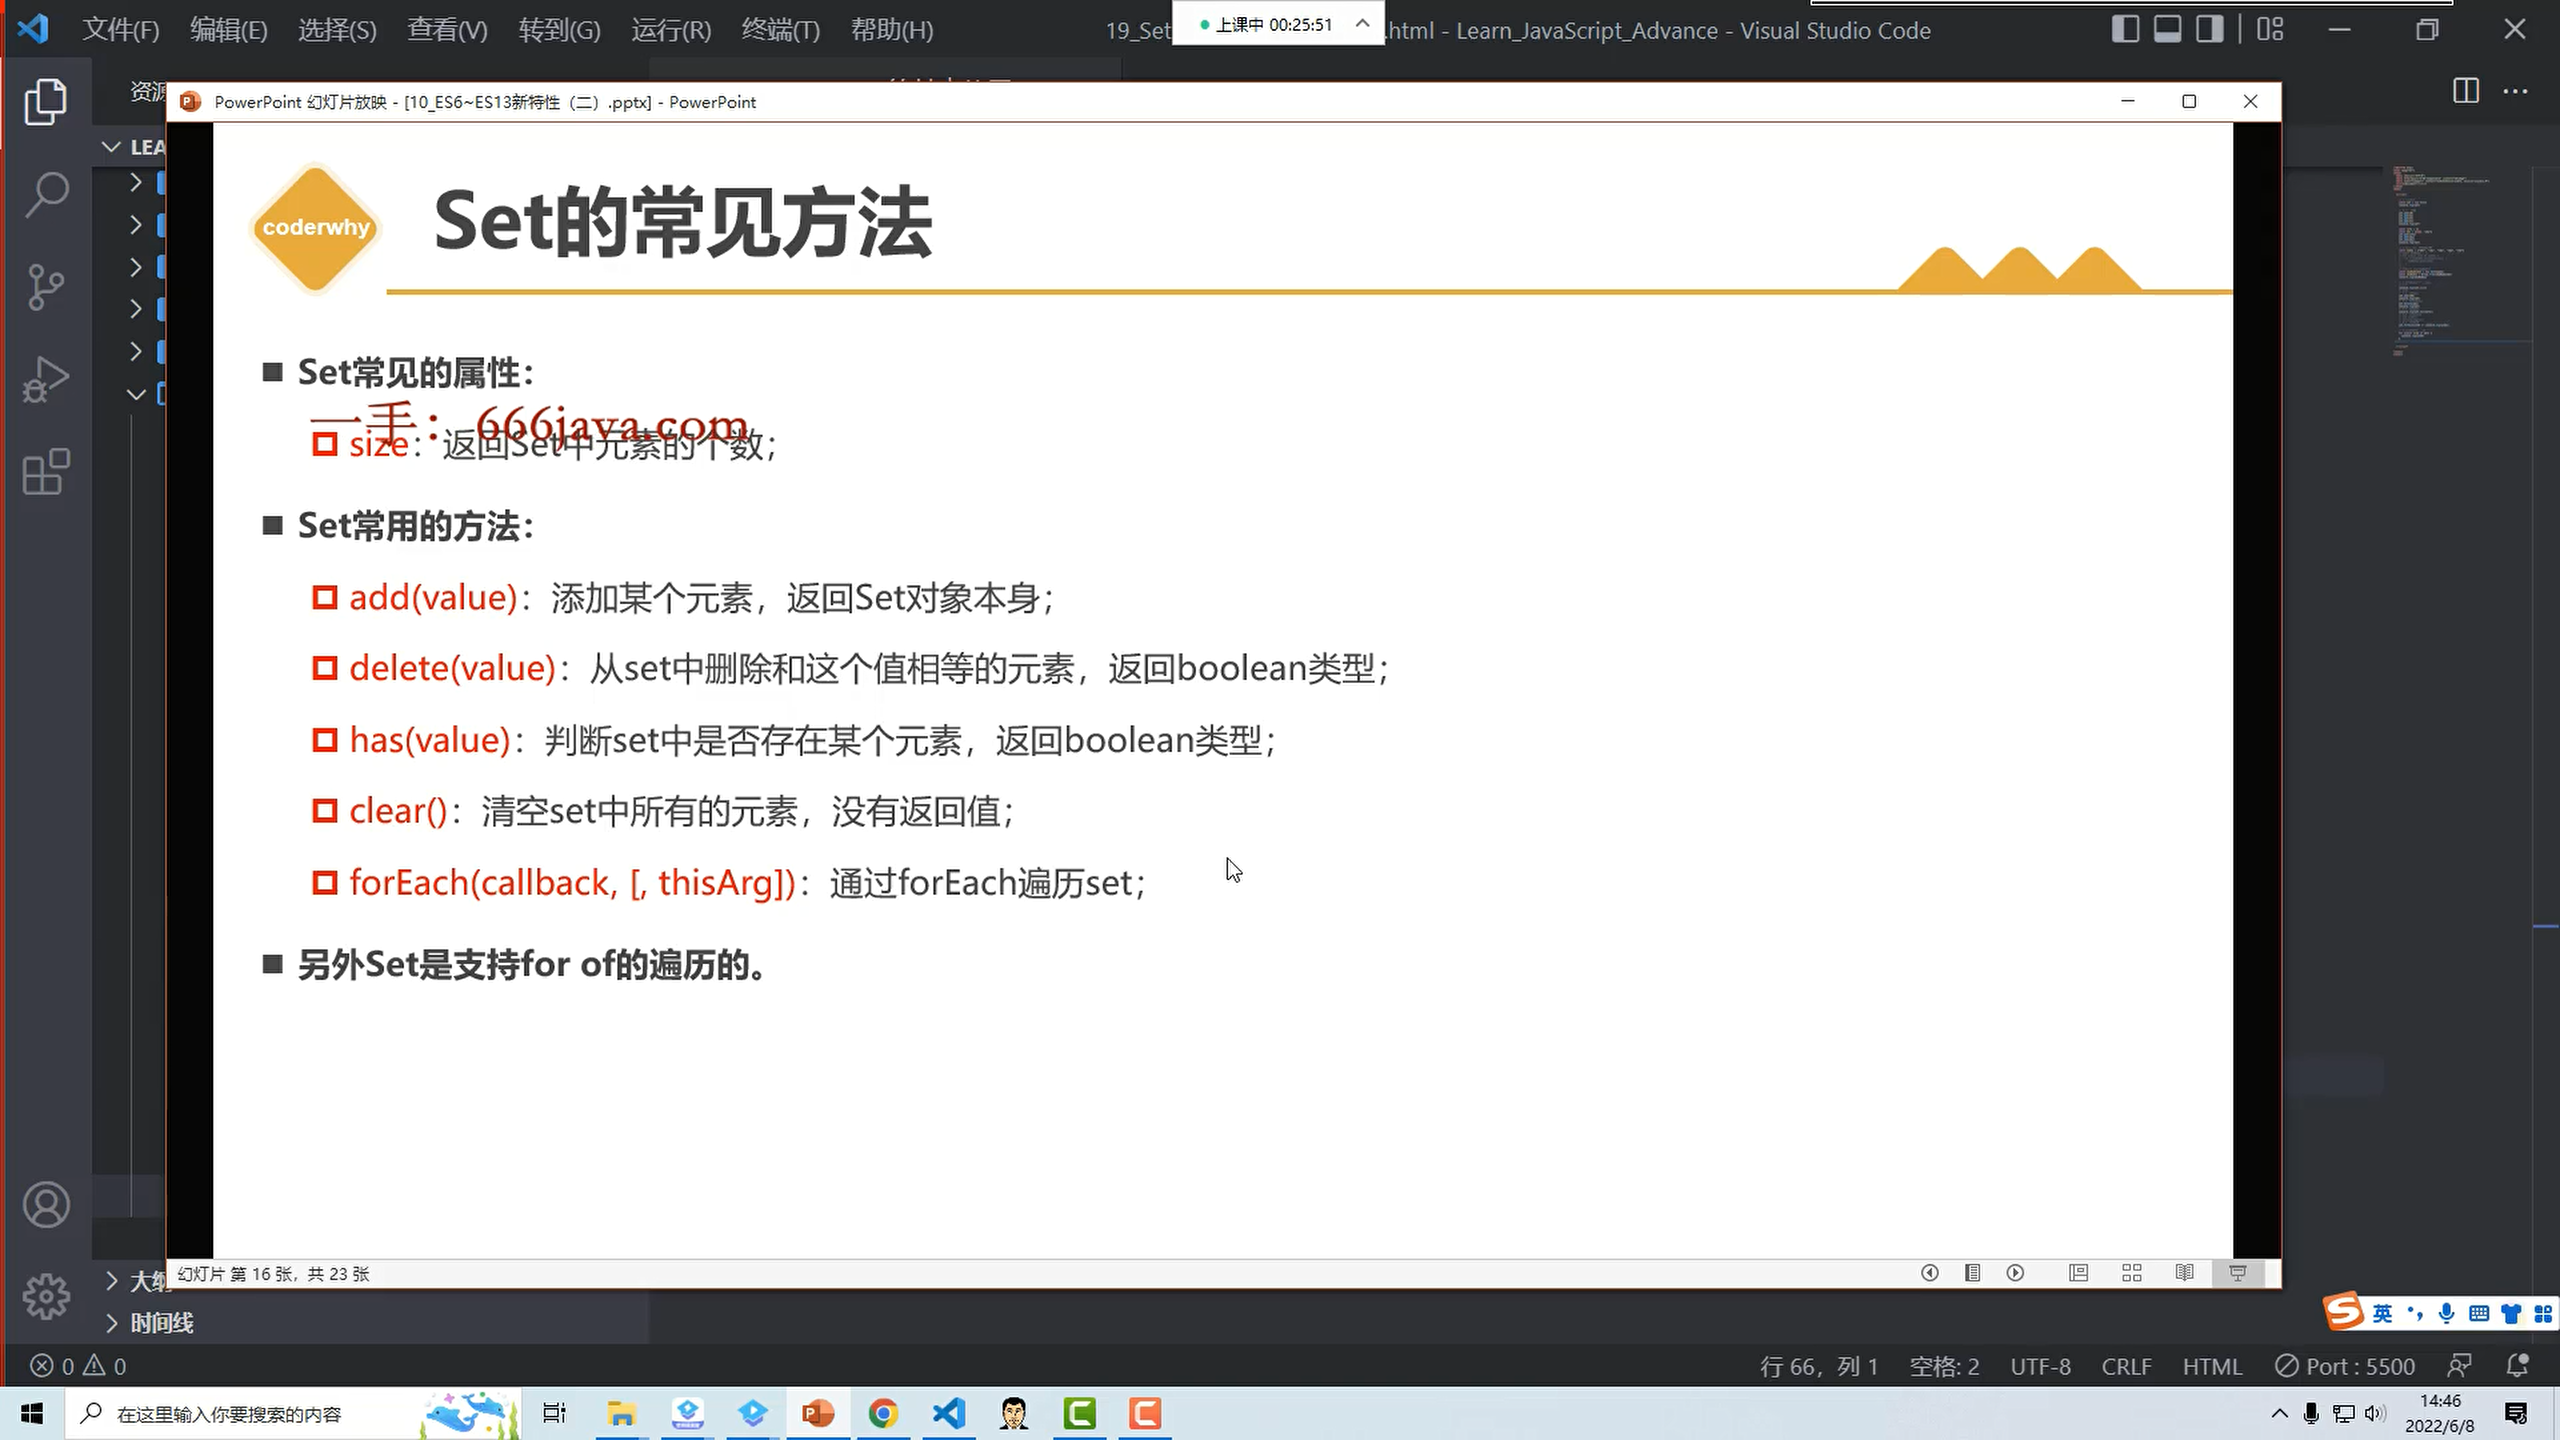 文件(F) 编辑(E) 选择(S) 查看(V) 转到(G) 运行(R) 终端(T) 帮助(H)
19_Set
上课中 00:25:51
.html - Learn_JavaScript_Advance - Visual Studio Code
资源
PowerPoint 幻灯片放映 - [10_ES6~ES13新特性（二）.pptx] - PowerPoint
LEA
coderwhy
Set的常见方法
Set常见的属性：
一手：666java.com
size：返回Set中元素的个数；
Set常用的方法：
add(value)：添加某个元素，返回Set对象本身；
delete(value)：从set中删除和这个值相等的元素，返回boolean类型；
has(value)：判断set中是否存在某个元素，返回boolean类型；
clear()：清空set中所有的元素，没有返回值；
forEach(callback, [, thisArg])：通过forEach遍历set；
另外Set是支持for of的遍历的。
幻灯片 第 16 张，共 23 张
大纲
时间线
英
0 0
行 66，列 1 空格: 2 UTF-8 CRLF HTML Port : 5500
在这里输入你要搜索的内容
14:46
2022/6/8